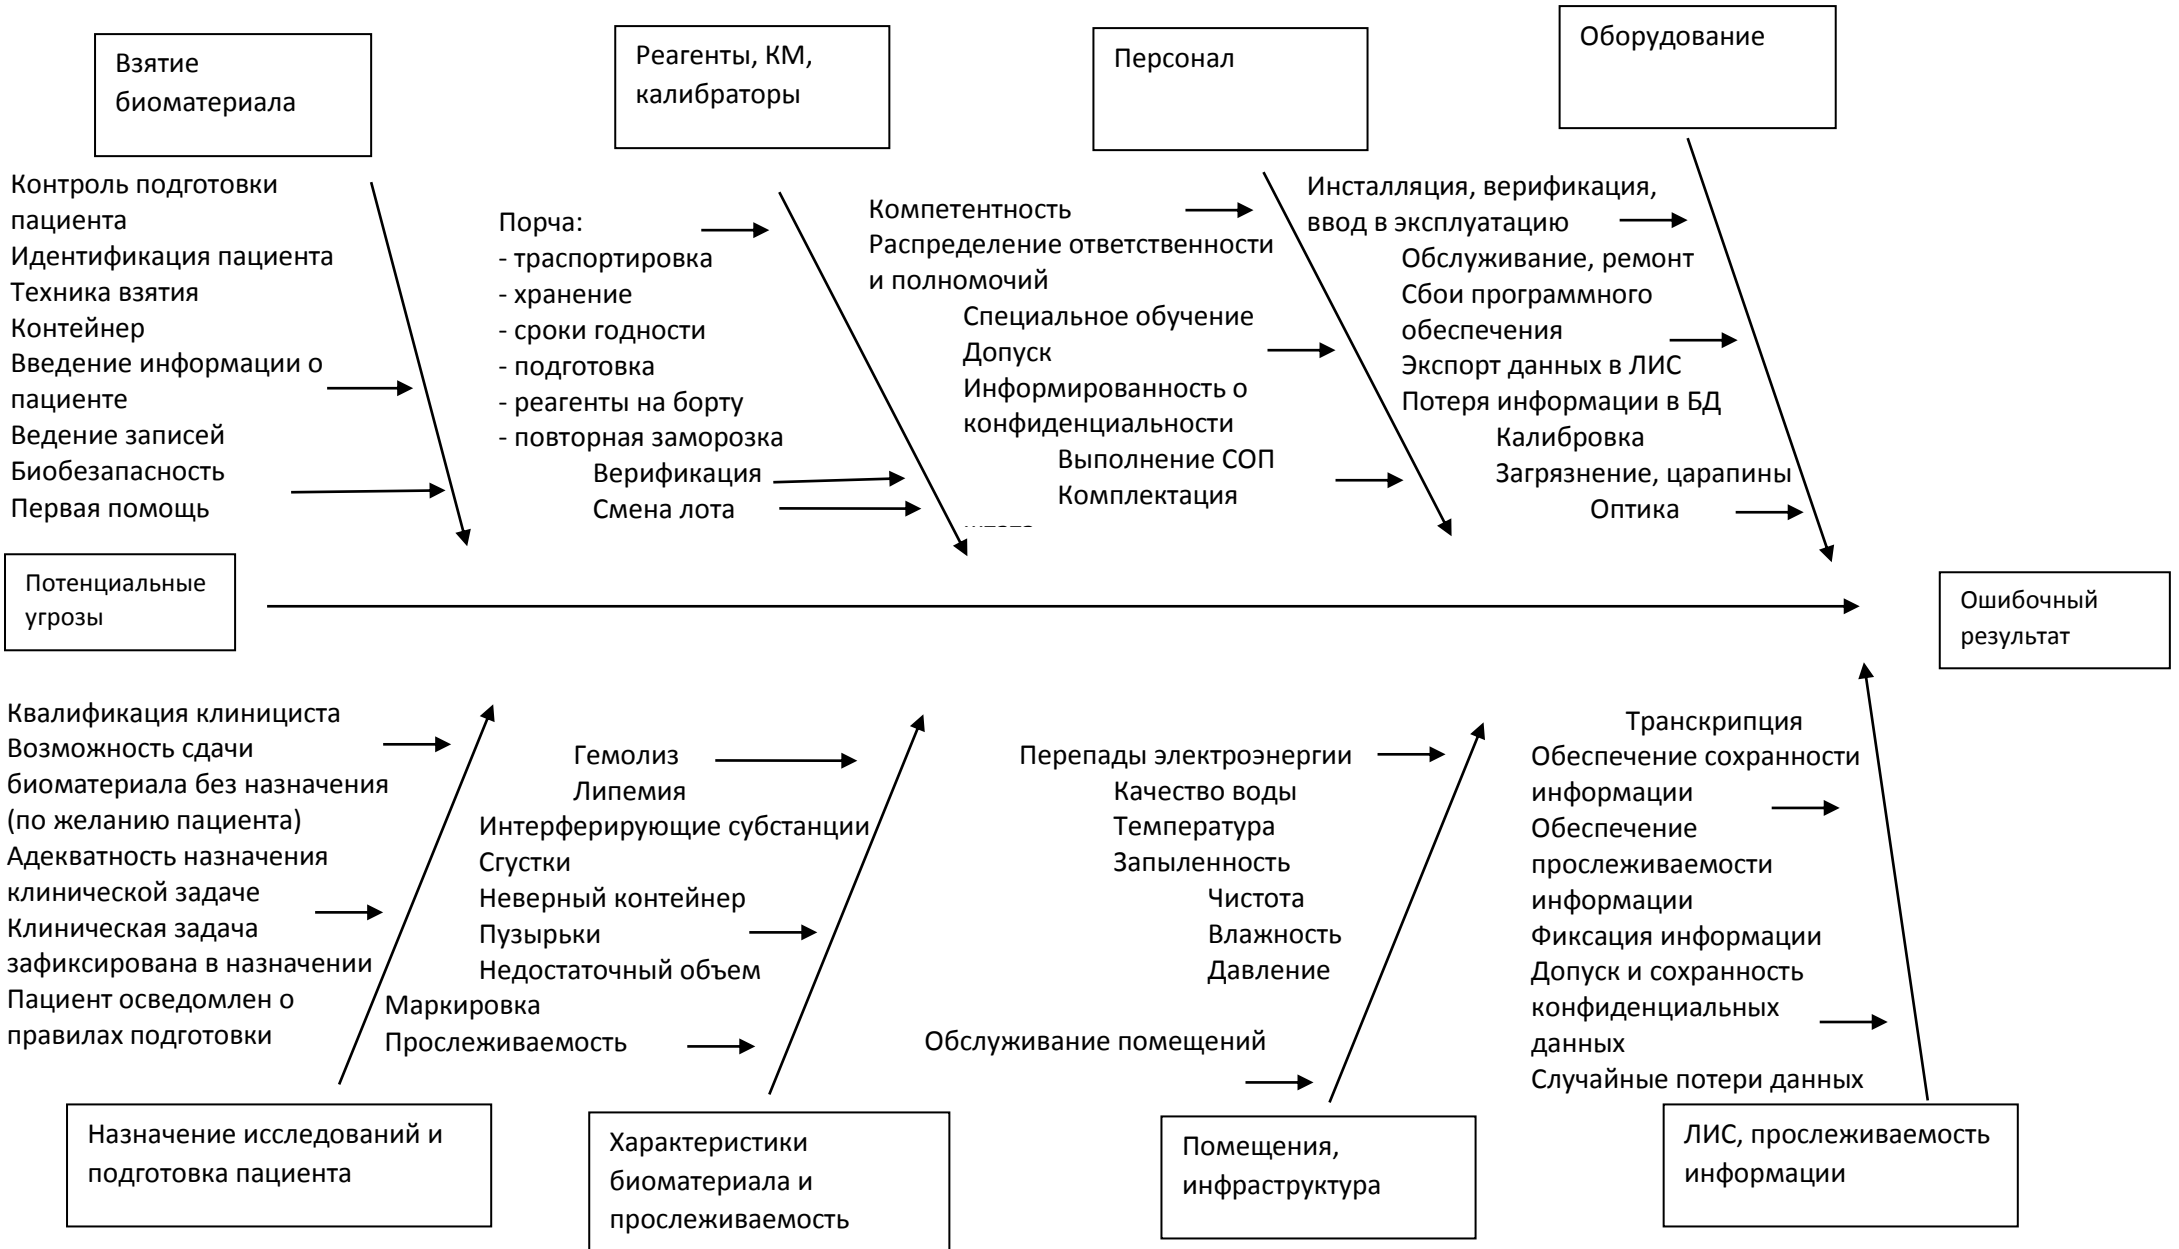 Взятие
биоматериала
Реагенты, КМ,
калибраторы
Персонал
Оборудование
Контроль подготовки
пациента
Идентификация пациента
Техника взятия
Контейнер
Введение информации о
пациенте
Ведение записей
Биобезапасность
Первая помощь
Порча:
- траспортировка
- хранение
- сроки годности
- подготовка
- реагенты на борту
- повторная заморозка
Верификация
Смена лота
Компетентность
Распределение ответственности
и полномочий
Специальное обучение
Допуск
Информированность о
конфиденциальности
Выполнение СОП
Комплектация
Инсталляция, верификация,
ввод в эксплуатацию
Обслуживание, ремонт
Сбои программного
обеспечения
Экспорт данных в ЛИС
Потеря информации в БД
Калибровка
Загрязнение, царапины
Оптика
Потенциальные
угрозы
Ошибочный
результат
Квалификация клинициста
Возможность сдачи
биоматериала без назначения
(по желанию пациента)
Адекватность назначения
клинической задаче
Клиническая задача
зафиксирована в назначении
Пациент осведомлен о
правилах подготовки
Гемолиз
Липемия
Интерферирующие субстанции
Сгустки
Неверный контейнер
Пузырьки
Недостаточный объем
Маркировка
Прослеживаемость
Перепады электроэнергии
Качество воды
Температура
Запыленность
Чистота
Влажность
Давление
Обслуживание помещений
Транскрипция
Обеспечение сохранности
информации
Обеспечение
прослеживаемости
информации
Фиксация информации
Допуск и сохранность
конфиденциальных
данных
Случайные потери данных
Назначение исследований и
подготовка пациента
Характеристики
биоматериала и
прослеживаемость
Помещения,
инфраструктура
ЛИС, прослеживаемость
информации